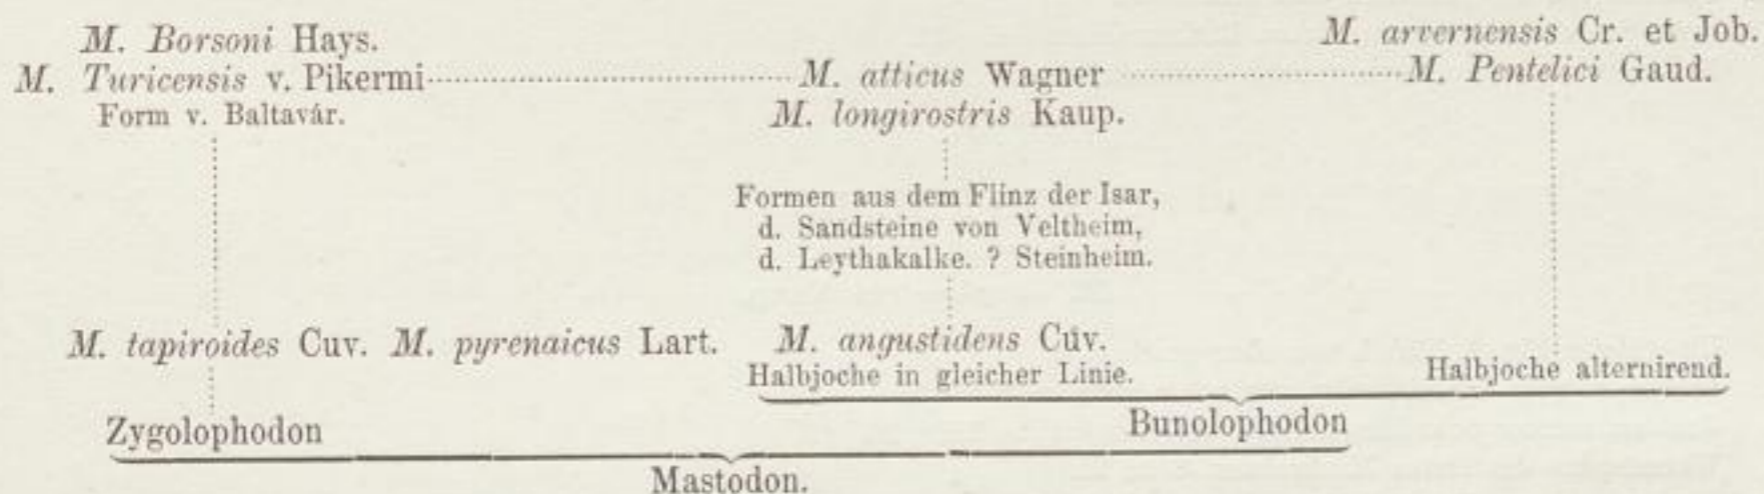 M. Borsoni Hays.
M. arvernensis Cr. et Job.
M. Turicensis v. Pikermi
M. atticus Wagner
M. Pentelici Gaud.
Form v. Baltavár.
M. longirostris Kaup.
Formen aus dem Flinz der Isar,
d. Sandsteine von Veltheim,
d. Leythakalke. ? Steinheim.
M. tapiroides Cuv. M. pyrenaicus Lart.
M. angustidens Cuv.
Halbjoche in gleicher Linie.
Halbjoche alternirend.
Zygolophodon
Bunolophodon
Mastodon.